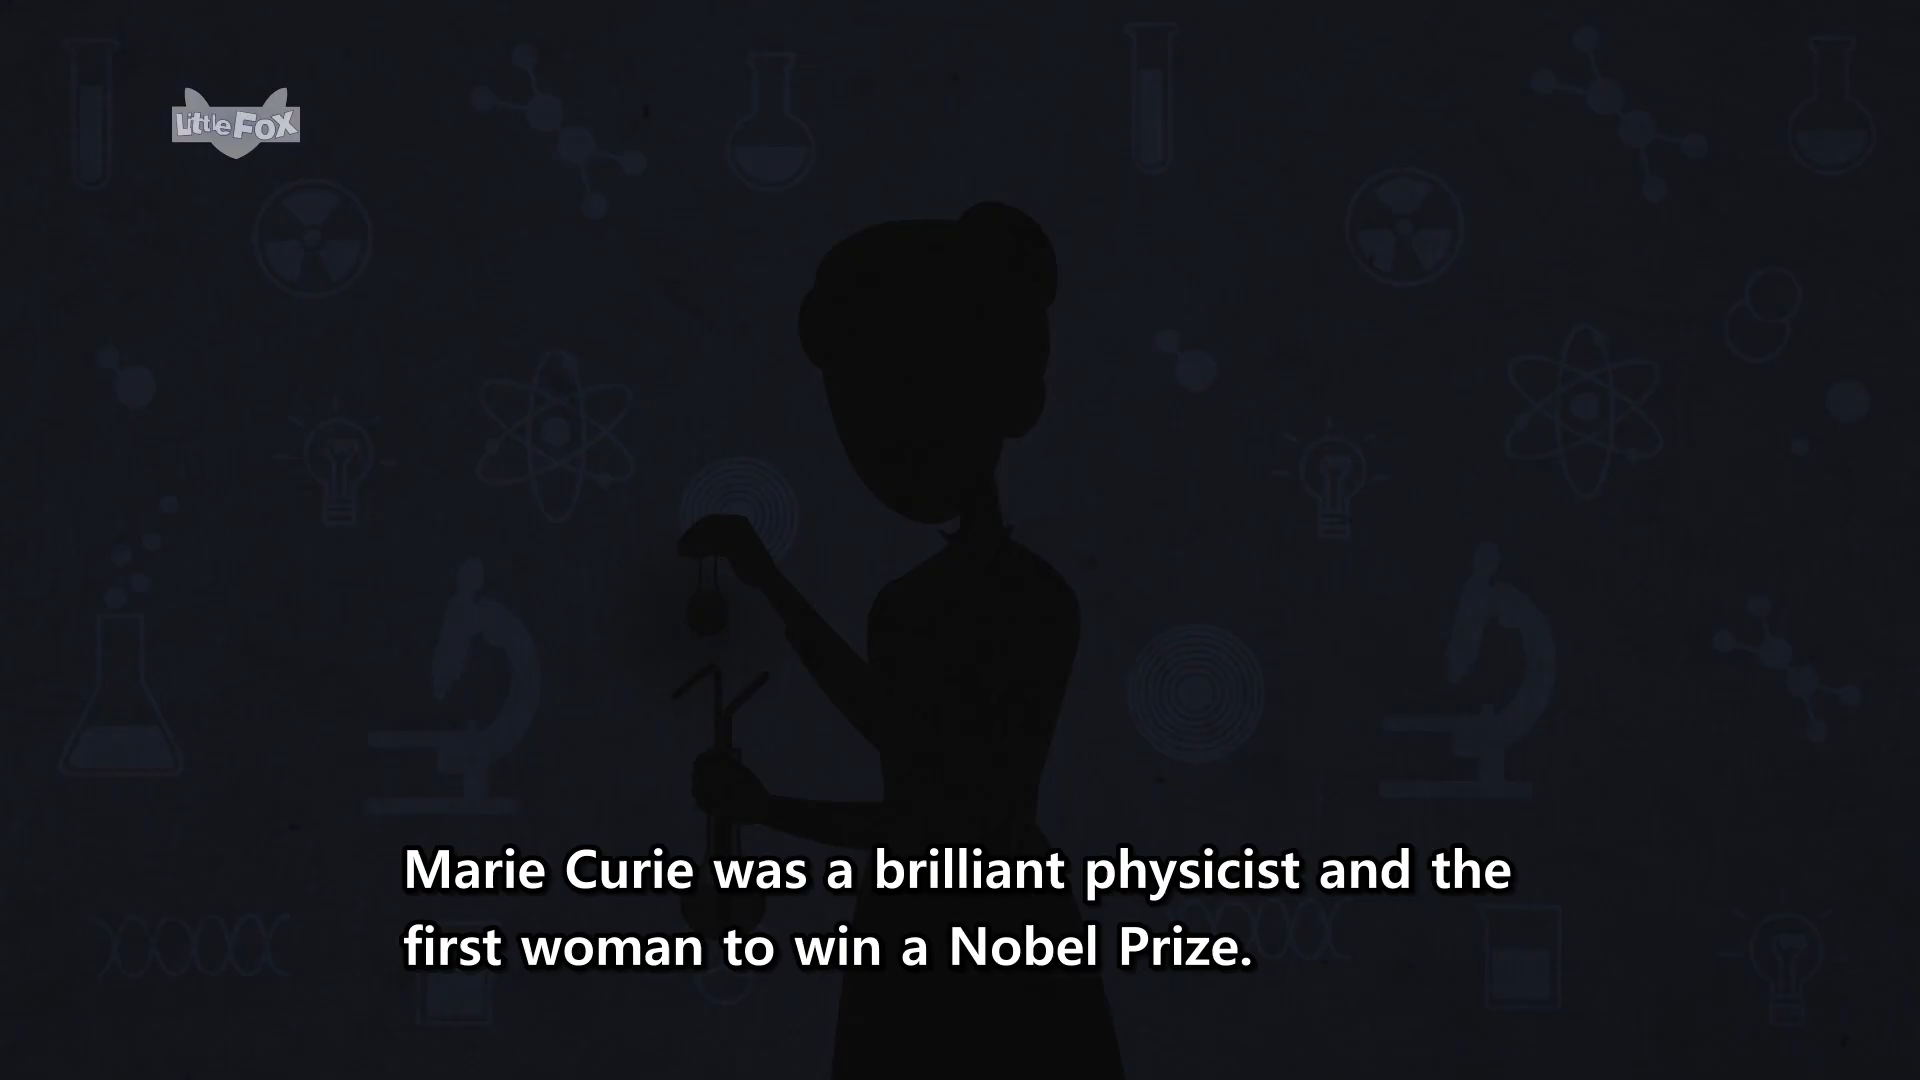 Little Fox
Marie Curie was a brilliant physicist and the
first woman to win a Nobel Prize.